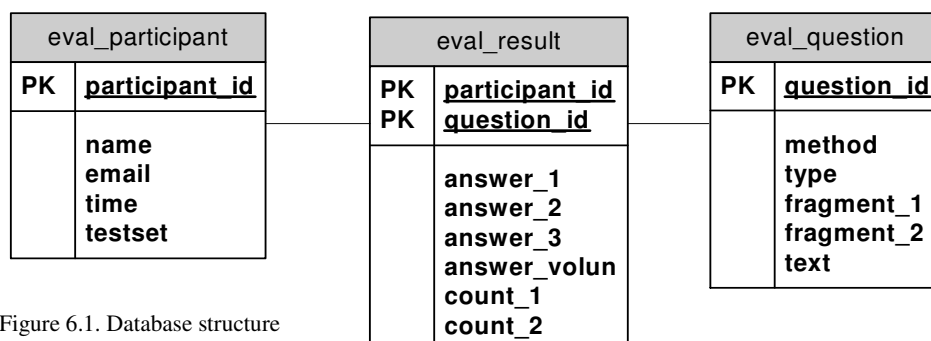 eval_participant
PK participant_id
name
email
time
testset
eval_result
PK participant_id
PK question_id
answer_1
answer_2
answer_3
answer_volun
count_1
count_2
eval_question
PK question_id
method
type
fragment_1
fragment_2
text
Figure 6.1. Database structure